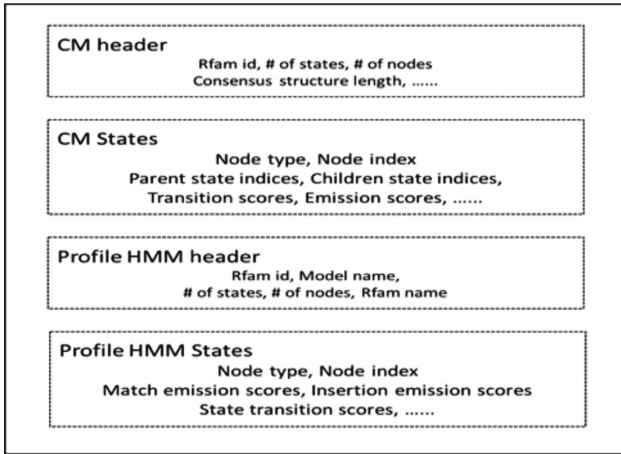 CM header
Rfam id, # of states, # of nodes
Consensus structure length, ......
CM States
Node type, Node index
Parent state indices, Children state indices,
Transition scores, Emission scores, ......
Profile HMM header
Rfam id, Model name,
# of states, # of nodes, Rfam name
Profile HMM States
Node type, Node index
Match emission scores, Insertion emission scores
State transition scores, ......